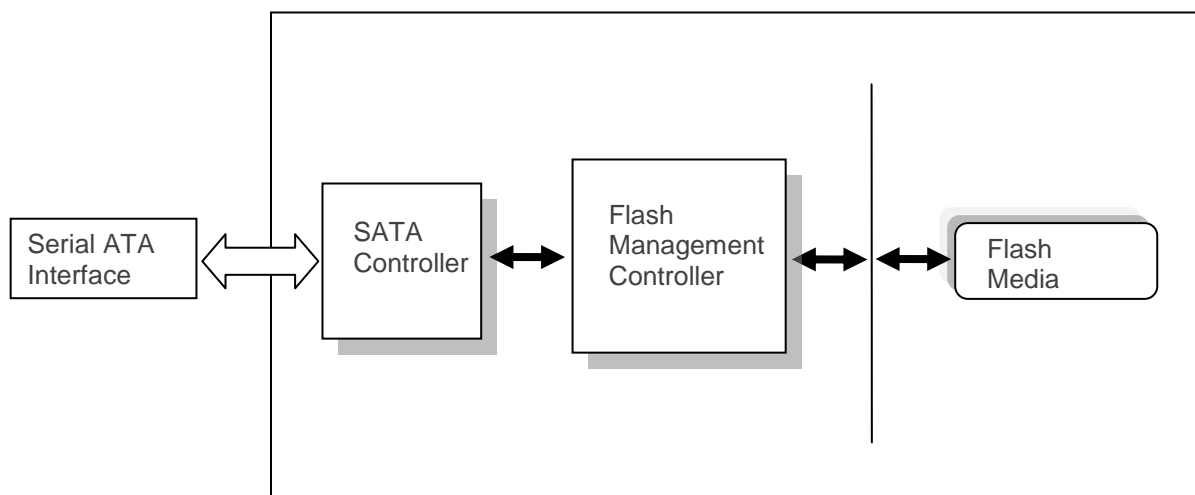 Serial ATA
Interface
SATA
Controller
Flash
Management
Controller
Flash
Media